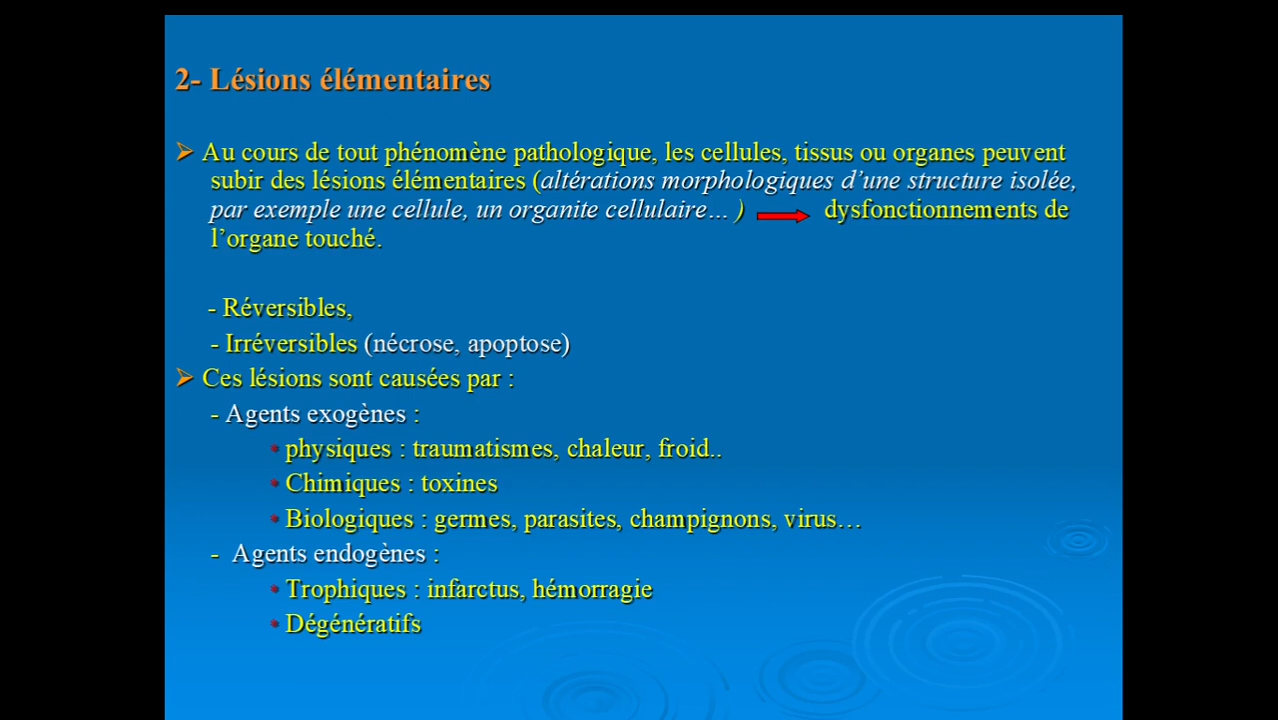 2- Lésions élémentaires
➢ Au cours de tout phénomène pathologique, les cellules, tissus ou organes peuvent
subir des lésions élémentaires (altérations morphologiques d’une structure isolée,
par exemple une cellule, un organite cellulaire… ) dysfonctionnements de
l’organe touché.
- Réversibles,
- Irréversibles (nécrose, apoptose)
➢ Ces lésions sont causées par :
- Agents exogènes :
* physiques : traumatismes, chaleur, froid..
* Chimiques : toxines
* Biologiques : germes, parasites, champignons, virus…
- Agents endogènes :
* Trophiques : infarctus, hémorragie
* Dégénératifs